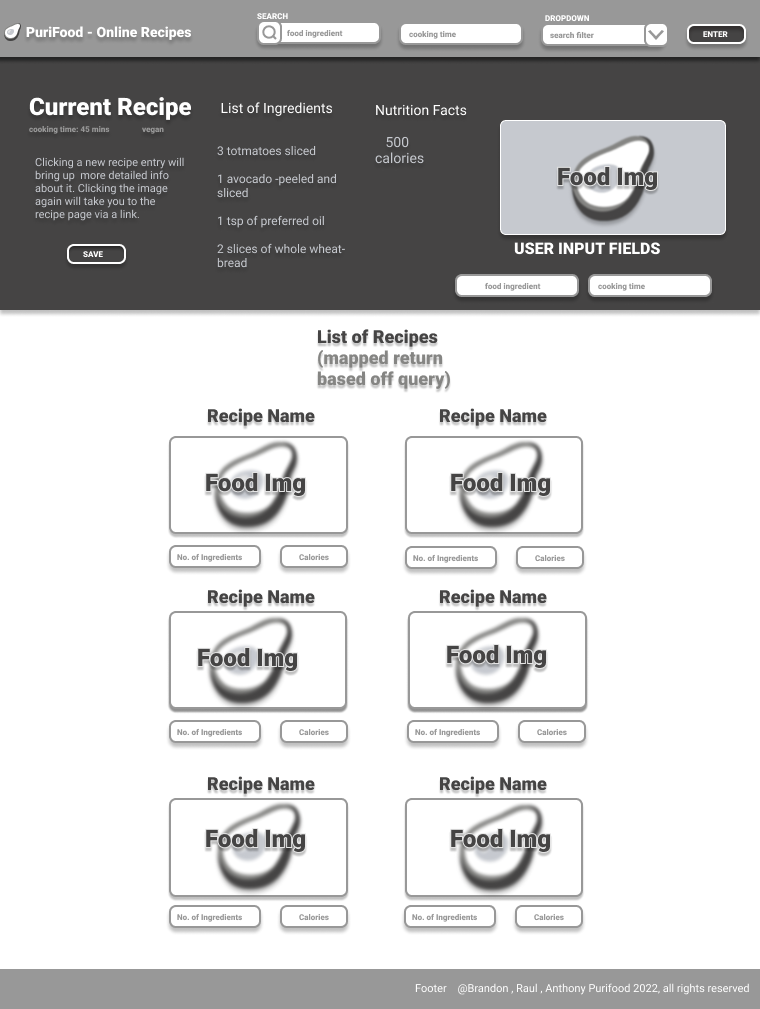 SEARCH
DROPDOWN
PuriFood - Online Recipes
food ingredient
cooking time
search filter
ENTER
Current Recipe
cooking time: 45 mins
vegan
Clicking a new recipe entry will
bring up more detailed info
about it. Clicking the image
again will take you to the
recipe page via a link.
SAVE
List of Ingredients
3 totmatoes sliced
1 avocado -peeled and
sliced
1 tsp of preferred oil
2 slices of whole wheat-
bread
Nutrition Facts
500
calories
Food Img
USER INPUT FIELDS
food ingredient
cooking time
List of Recipes
(mapped return
based off query)
Recipe Name
Food Img
No. of Ingredients
Calories
Recipe Name
Food Img
No. of Ingredients
Calories
Recipe Name
Food Img
No. of Ingredients
Calories
Recipe Name
Food Img
No. of Ingredients
Calories
Recipe Name
Food Img
No. of Ingredients
Calories
Recipe Name
Food Img
No. of Ingredients
Calories
Footer @Brandon , Raul , Anthony Purifood 2022, all rights reserved